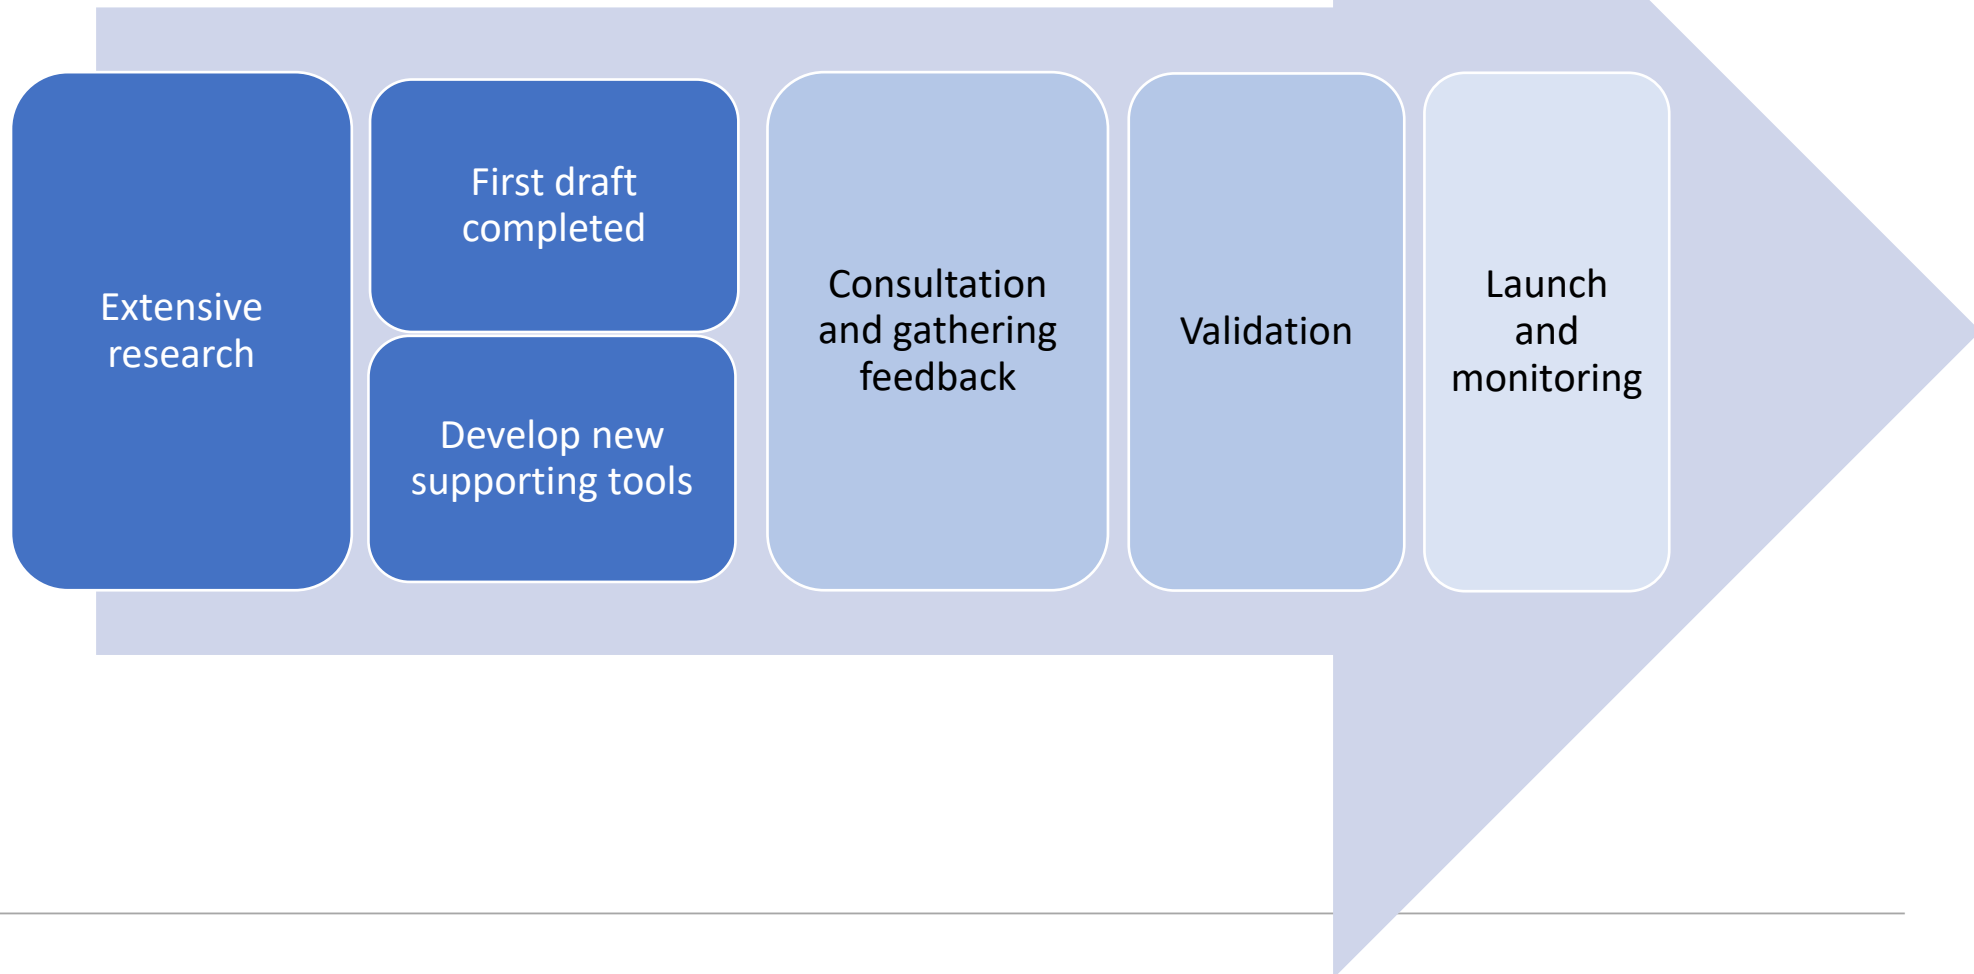 Extensive
research
First draft
completed
Develop new
supporting tools
Consultation
and gathering
feedback
Validation
Launch
and
monitoring